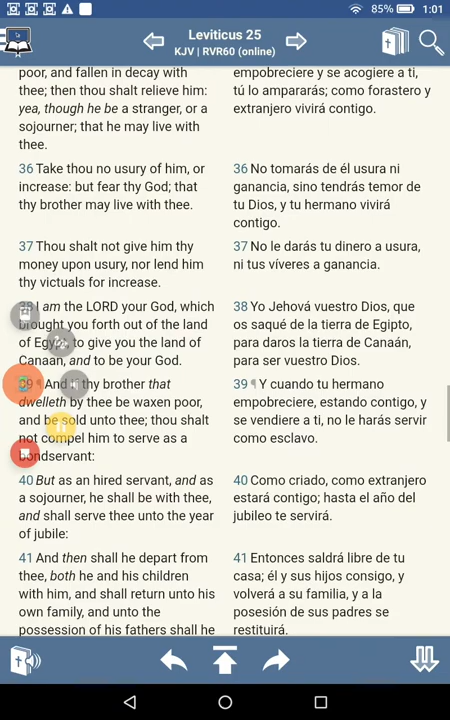 85% 1:01
Leviticus 25
KJV | RVR60 (online)
poor, and fallen in decay with
thee; then thou shalt relieve him:
yea, though he be a stranger, or a
sojourner; that he may live with
thee.
36 Take thou no usury of him, or
increase: but fear thy God; that
thy brother may live with thee.
37 Thou shalt not give him thy
money upon usury, nor lend him
thy victuals for increase.
I am the LORD your God, which
brought you forth out of the land
of Egypt, to give you the land of
Canaan, and to be your God.
39 ¶ And if thy brother that
dwelleth by thee be waxen poor,
and be sold unto thee; thou shalt
not compel him to serve as a
bondservant:
40 But as an hired servant, and as
a sojourner, he shall be with thee,
and shall serve thee unto the year
of jubile:
41 And then shall he depart from
thee, both he and his children
with him, and shall return unto his
own family, and unto the
possession of his fathers shall he
empobreciere y se acogiere a ti,
tú lo ampararás; como forastero y
extranjero vivirá contigo.
36 No tomarás de él usura ni
ganancia, sino tendrás temor de
tu Dios, y tu hermano vivirá
contigo.
37 No le darás tu dinero a usura,
ni tus víveres a ganancia.
38 Yo Jehová vuestro Dios, que
os saqué de la tierra de Egipto,
para daros la tierra de Canaán,
para ser vuestro Dios.
39 ¶ Y cuando tu hermano
empobreciere, estando contigo, y
se vendiere a ti, no le harás servir
como esclavo.
40 Como criado, como extranjero
estará contigo; hasta el año del
jubileo te servirá.
41 Entonces saldrá libre de tu
casa; él y sus hijos consigo, y
volverá a su familia, y a la
posesión de sus padres se
restituirá.